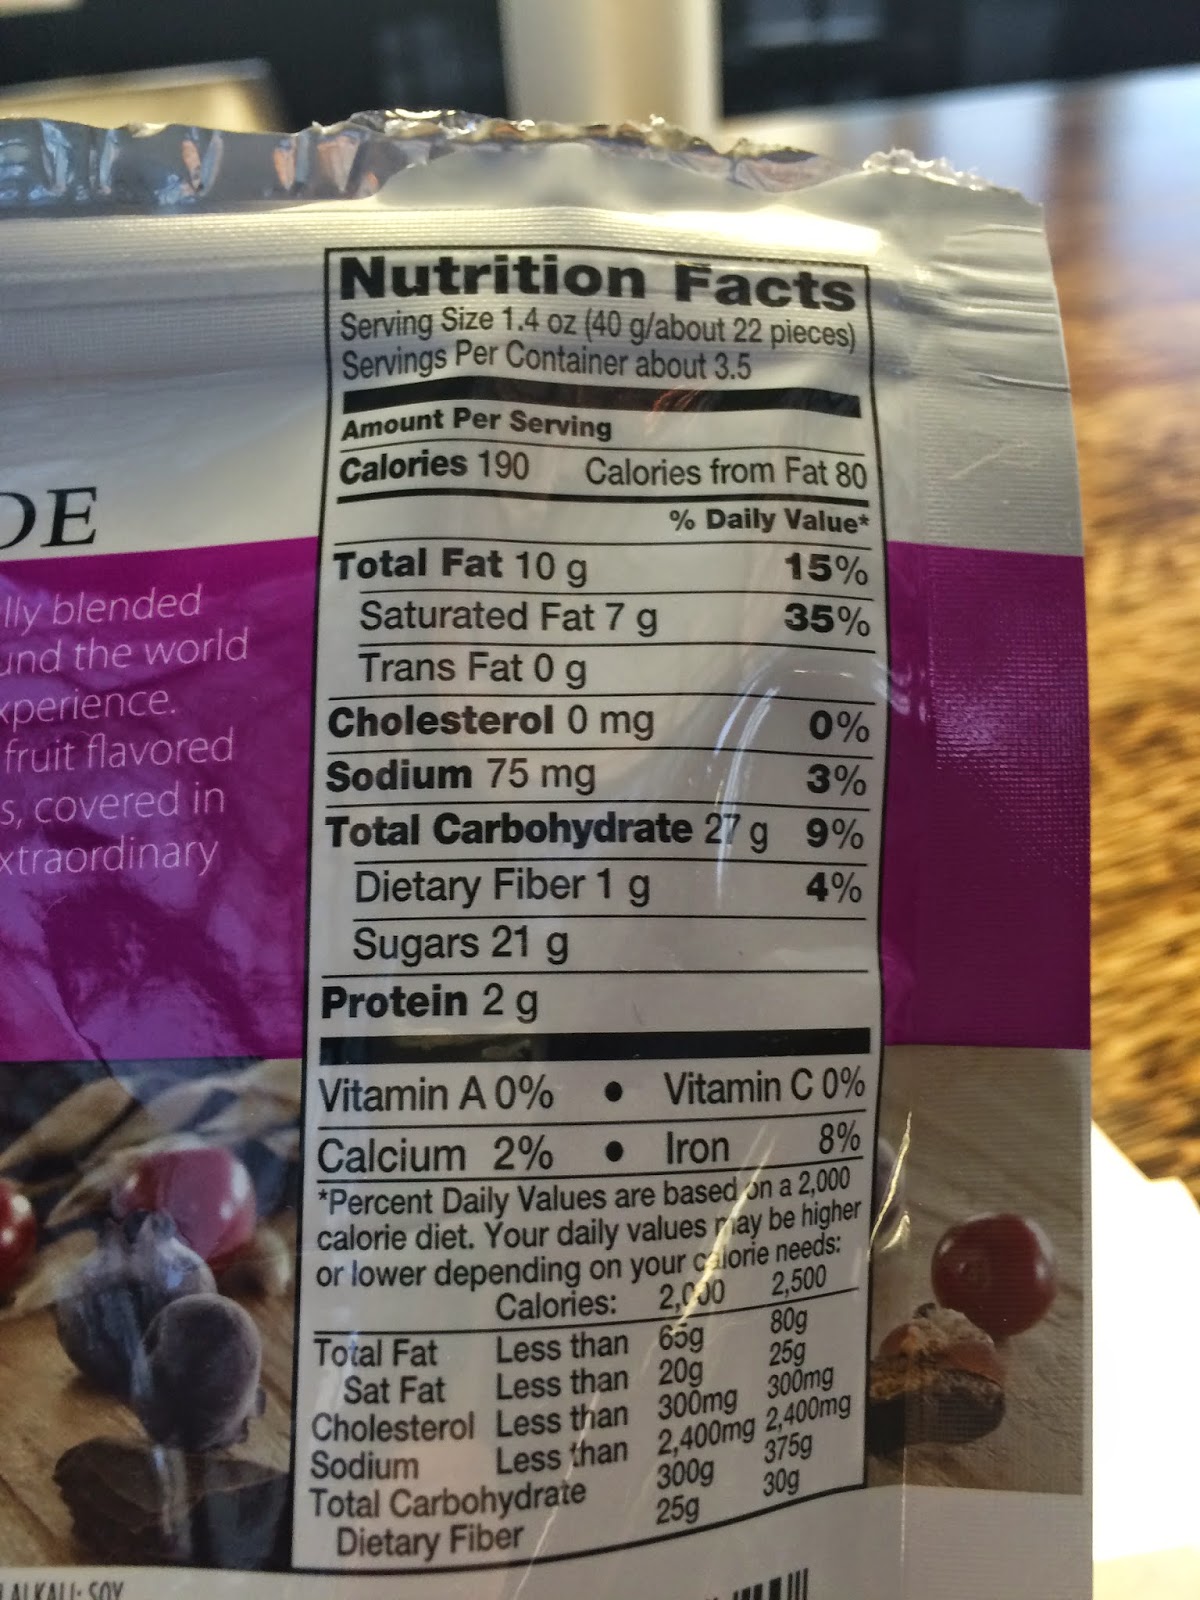 DE
lly blended
und the world
xperience.
fruit flavored
s, covered in
xtraordinary
Nutrition Facts
Serving Size 1.4 oz (40 g/about 22 pieces)
Servings Per Container about 3.5
Amount Per Serving
Calories 190 Calories from Fat 80
% Daily Value*
Total Fat 10 g 15%
Saturated Fat 7 g 35%
Trans Fat 0 g
Cholesterol 0 mg 0%
Sodium 75 mg 3%
Total Carbohydrate 27 g 9%
Dietary Fiber 1 g 4%
Sugars 21 g
Protein 2 g
Vitamin A 0% • Vitamin C 0%
Calcium 2% • Iron 8%
*Percent Daily Values are based on a 2,000
calorie diet. Your daily values may be higher
or lower depending on your calorie needs:
Calories: 2,000 2,500
Total Fat Less than 65g 80g
Sat Fat Less than 20g 25g
Cholesterol Less than 300mg 300mg
Sodium Less than 2,400mg 2,400mg
Total Carbohydrate 300g 375g
Dietary Fiber 25g 30g
ALKALI; SOY